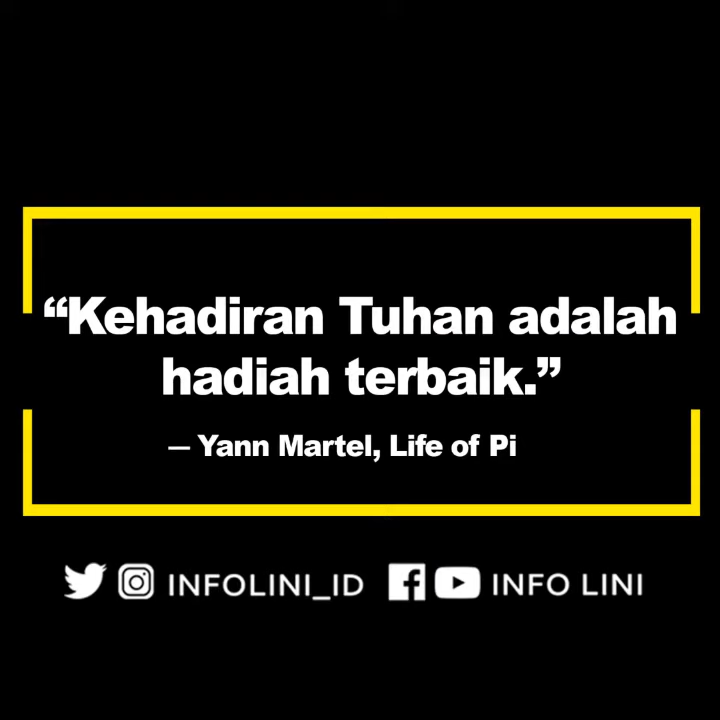 “Kehadiran Tuhan adalah
hadiah terbaik.”
— Yann Martel, Life of Pi
INFOLINI_ID INFO LINI